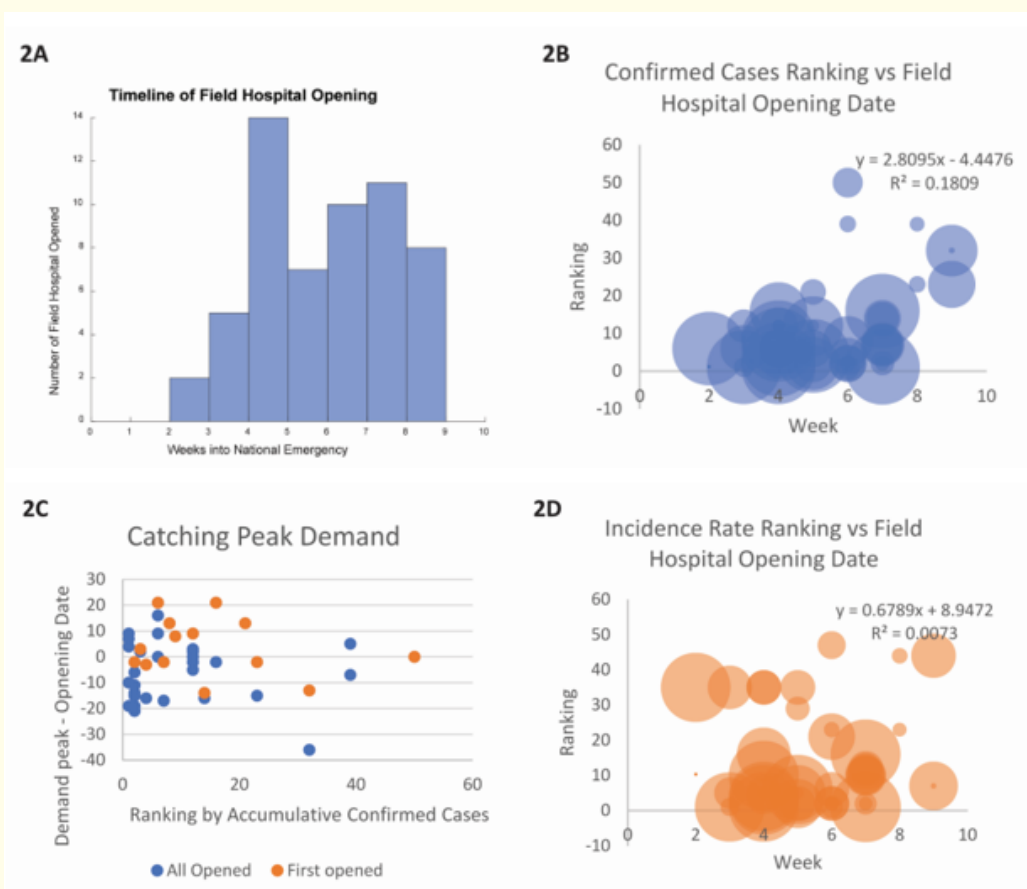 2A
Timeline of Field Hospital Opening
14
12
10
8
6
4
2
0
Number of Field Hospital Opened
0 1 2 3 4 5 6 7 8 9 10
Weeks into National Emergency
2B
Confirmed Cases Ranking vs Field
Hospital Opening Date
y = 2.8095x - 4.4476
R² = 0.1809
60
50
40
30
20
10
0
-10
Ranking
0 2 4 6 8 10
Week
2C
Catching Peak Demand
30
20
10
0
-10
-20
-30
-40
Demand peak - Opnening Date
0 20 40 60
Ranking by Accumulative Confirmed Cases
All Opened First opened
2D
Incidence Rate Ranking vs Field
Hospital Opening Date
y = 0.6789x + 8.9472
R² = 0.0073
60
50
40
30
20
10
0
-10
Ranking
0 2 4 6 8 10
Week